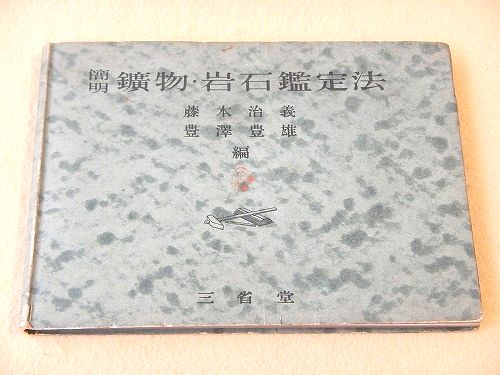 簡明 鑛物・岩石鑑定法
藤本治義
豊澤豊雄
編
三省堂